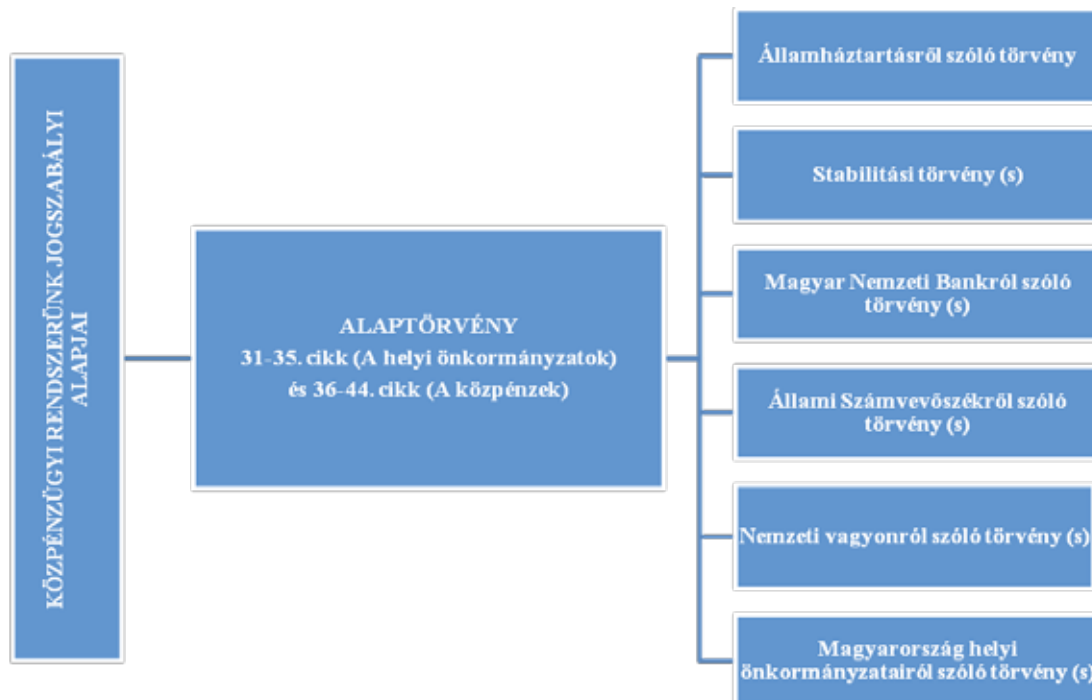 KÖZPÉNZÜGYI RENDSZERÜNK JOGSZABÁLYI
ALAPJAI
ALAPTÖRVÉNY
31-35. cikk (A helyi önkormányzatok)
és 36-44. cikk (A közpénzek)
Államháztartásről szóló törvény
Stabilitási törvény (s)
Magyar Nemzeti Bankról szóló
törvény (s)
Állami Számvevőszékről szóló
törvény (s)
Nemzeti vagyonról szóló törvény (s)
Magyarország helyi
önkormányzatairól szóló törvény (s)